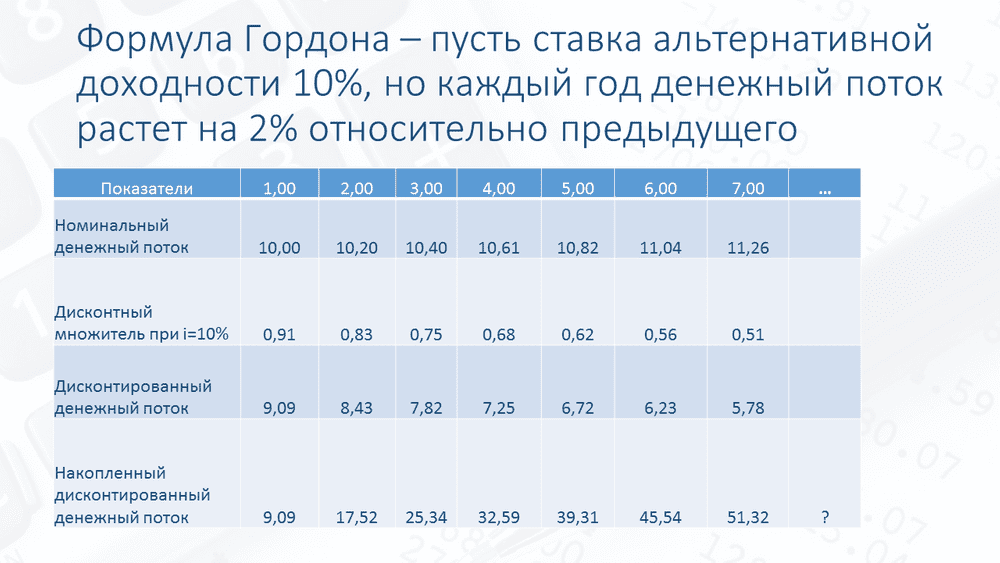 Формула Гордона – пусть ставка альтернативной
доходности 10%, но каждый год денежный поток
растет на 2% относительно предыдущего
Показатели 1,00 2,00 3,00 4,00 5,00 6,00 7,00 ...
Номинальный
денежный поток 10,00 10,20 10,40 10,61 10,82 11,04 11,26
Дисконтный
множитель при i=10% 0,91 0,83 0,75 0,68 0,62 0,56 0,51
Дисконтированный
денежный поток 9,09 8,43 7,82 7,25 6,72 6,23 5,78
Накопленный
дисконтированный
денежный поток 9,09 17,52 25,34 32,59 39,31 45,54 51,32 ?